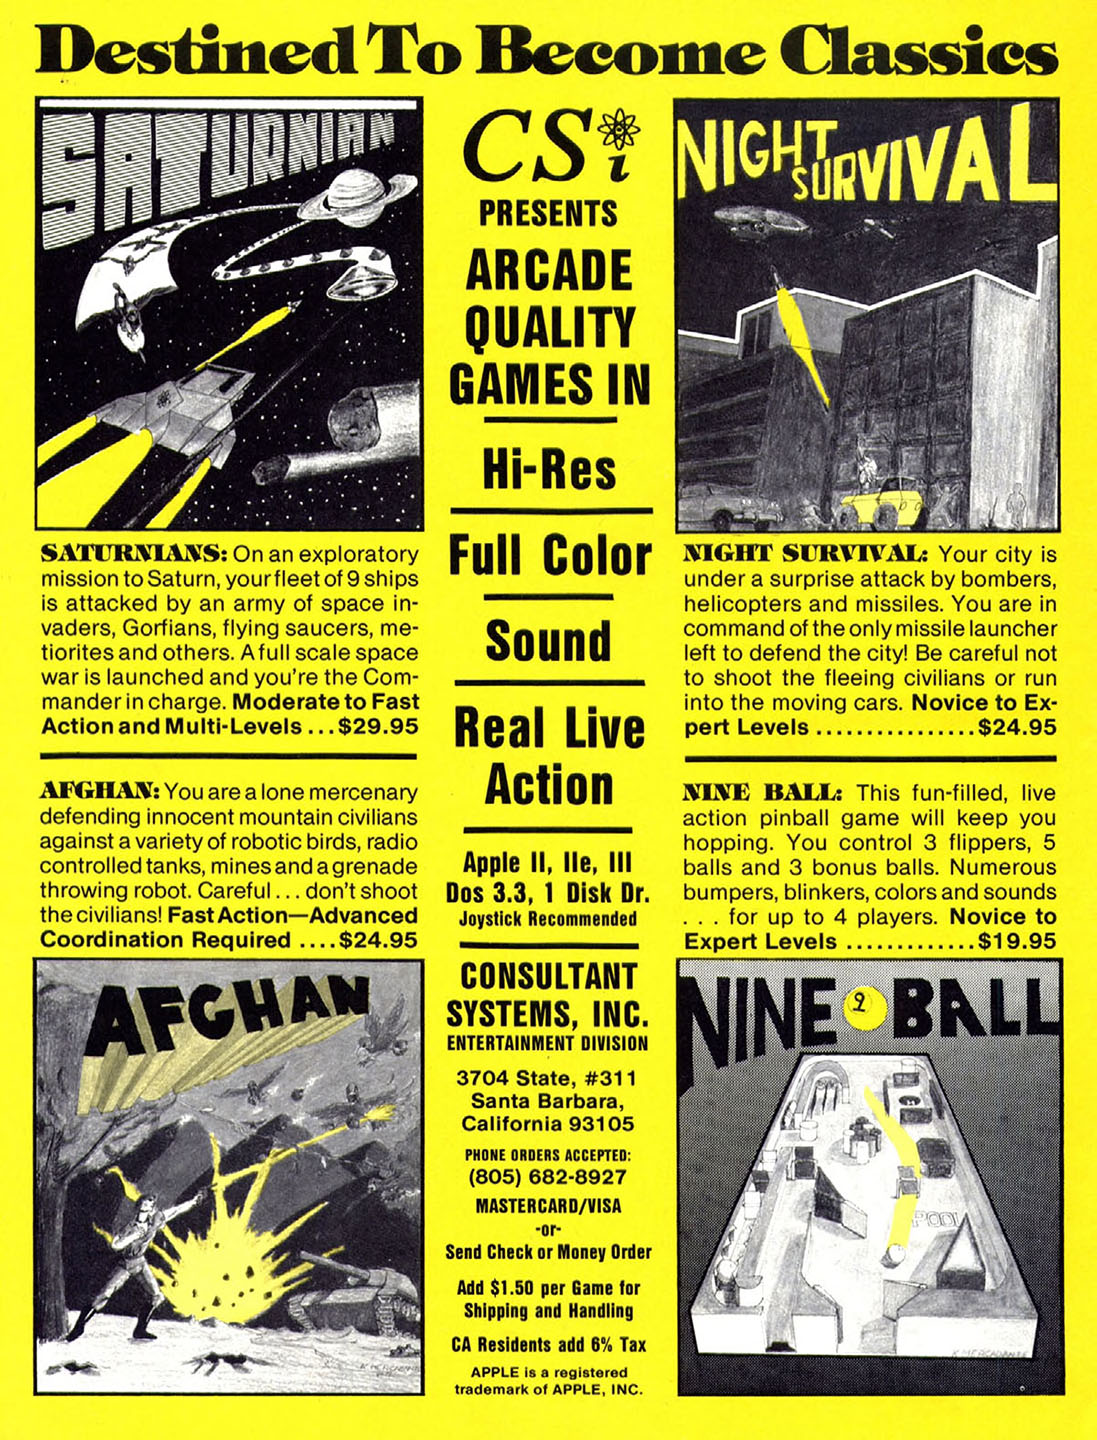 Destined To Become Classics
SATURNIAN
SATURNIANS: On an exploratory
mission to Saturn, your fleet of 9 ships
is attacked by an army of space in-
vaders, Gorfians, flying saucers, me-
tiorites and others. A full scale space
war is launched and you're the Com-
mander in charge. Moderate to Fast
Action and Multi-Levels ... $29.95
AFGHAN: You are a lone mercenary
defending innocent mountain civilians
against a variety of robotic birds, radio
controlled tanks, mines and a grenade
throwing robot. Careful ... don't shoot
the civilians! Fast Action—Advanced
Coordination Required .... $24.95
AFGHAN
K MERCADANTE
CSi
PRESENTS
ARCADE
QUALITY
GAMES IN
Hi-Res
Full Color
Sound
Real Live
Action
Apple II, IIe, III
Dos 3.3, 1 Disk Dr.
Joystick Recommended
CONSULTANT
SYSTEMS, INC.
ENTERTAINMENT DIVISION
3704 State, #311
Santa Barbara,
California 93105
PHONE ORDERS ACCEPTED:
(805) 682-8927
MASTERCARD/VISA
-or-
Send Check or Money Order
Add $1.50 per Game for
Shipping and Handling
CA Residents add 6% Tax
APPLE is a registered
trademark of APPLE, INC.
NIGHT
SURVIVAL
NIGHT SURVIVAL: Your city is
under a surprise attack by bombers,
helicopters and missiles. You are in
command of the only missile launcher
left to defend the city! Be careful not
to shoot the fleeing civilians or run
into the moving cars. Novice to Ex-
pert Levels ................ $24.95
NINE BALL: This fun-filled, live
action pinball game will keep you
hopping. You control 3 flippers, 5
balls and 3 bonus balls. Numerous
bumpers, blinkers, colors and sounds
. . . for up to 4 players. Novice to
Expert Levels ............. $19.95
NINE 9 BALL
POOL
K MERCADANTE